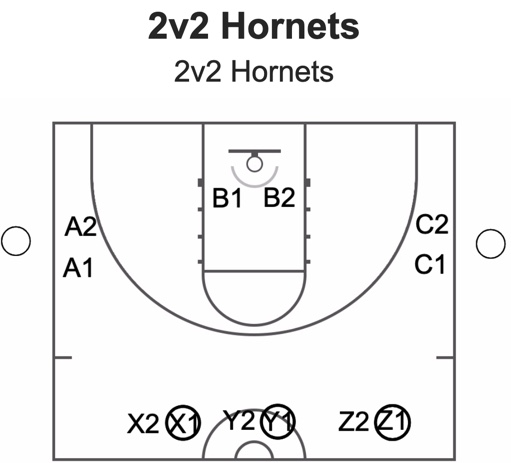 2v2 Hornets
2v2 Hornets
B1 B2
A2 C2
A1 C1
X2 X1 Y2 Y1 Z2 Z1